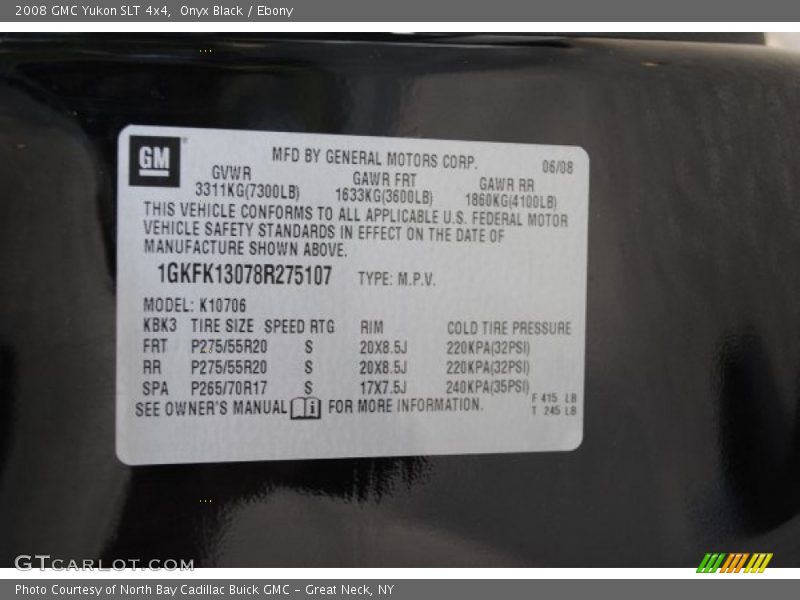 2008 GMC Yukon SLT 4x4, Onyx Black / Ebony
GM
MFD BY GENERAL MOTORS CORP. 06/08
GVWR GAWR FRT GAWR RR
3311KG(7300LB) 1633KG(3600LB) 1860KG(4100LB)
THIS VEHICLE CONFORMS TO ALL APPLICABLE U.S. FEDERAL MOTOR
VEHICLE SAFETY STANDARDS IN EFFECT ON THE DATE OF
MANUFACTURE SHOWN ABOVE.
1GKFK13078R275107 TYPE: M.P.V.
MODEL: K10706
KBK3 TIRE SIZE SPEED RTG RIM COLD TIRE PRESSURE
FRT P275/55R20 S 20X8.5J 220KPA(32PSI)
RR P275/55R20 S 20X8.5J 220KPA(32PSI)
SPA P265/70R17 S 17X7.5J 240KPA(35PSI)
SEE OWNER'S MANUAL i FOR MORE INFORMATION.
F 415 LB
T 245 LB
GTCARLOT.COM
Photo Courtesy of North Bay Cadillac Buick GMC - Great Neck, NY